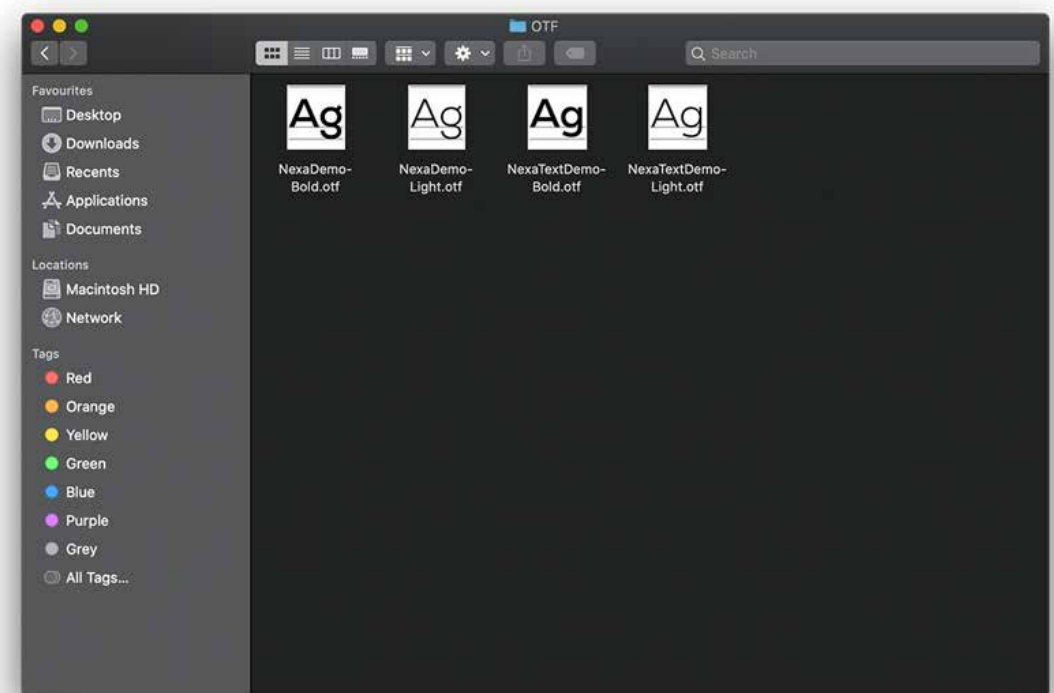 OTF
Search
Favourites
Desktop
Downloads
Recents
Applications
Documents
Locations
Macintosh HD
Network
Tags
Red
Orange
Yellow
Green
Blue
Purple
Grey
All Tags...
Ag
Ag
Ag
Ag
NexaDemo-
Bold.otf
NexaDemo-
Light.otf
NexaTextDemo-
Bold.otf
NexaTextDemo-
Light.otf